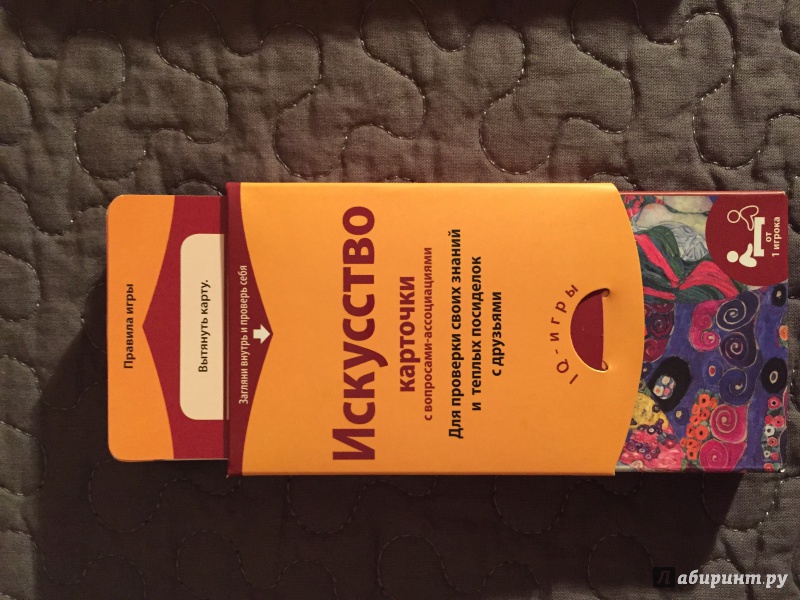 Правила игры
Вытянуть карту.
Загляни внутрь и проверь себя
Искусство
карточки
с вопросами-ассоциациями
Для проверки своих знаний
и теплых посиделок
с друзьями
IQ-игры
от
1 игрока
Лабиринт.ру